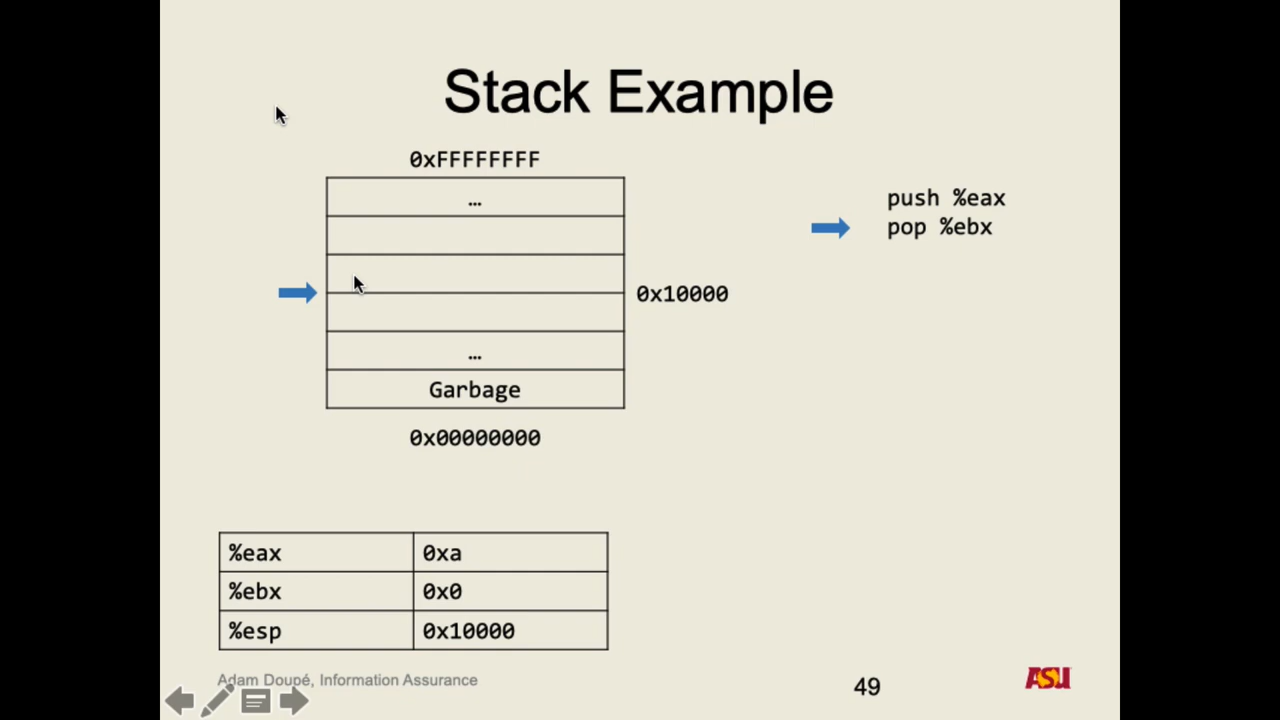 Stack Example
0xFFFFFFFF
…
push %eax
pop %ebx
0x10000
…
Garbage
0x00000000
%eax 0xa
%ebx 0x0
%esp 0x10000
Adam Doupé, Information Assurance
49
ASU